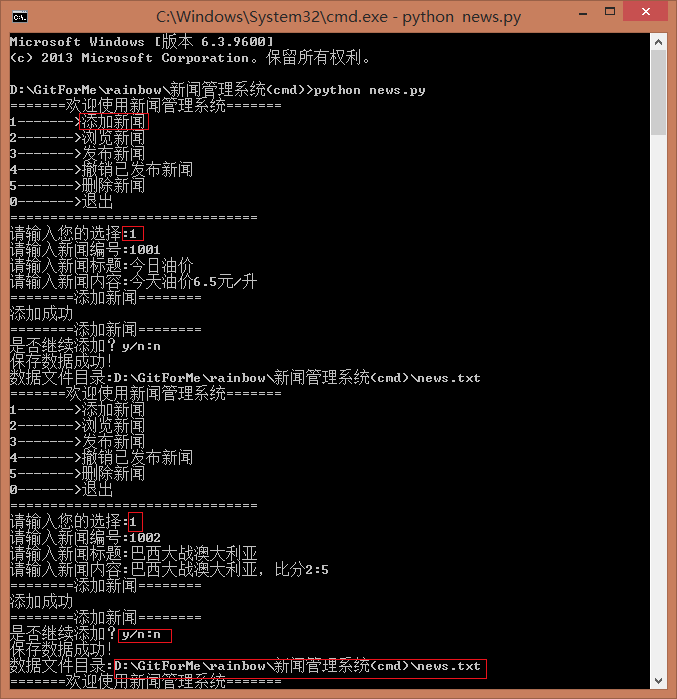 C:\Windows\System32\cmd.exe - python news.py
Microsoft Windows [版本 6.3.9600]
(c) 2013 Microsoft Corporation。保留所有权利。
D:\GitForMe\rainbow\新闻管理系统(cmd)>python news.py
=======欢迎使用新闻管理系统=======
1------->添加新闻
2------->浏览新闻
3------->发布新闻
4------->撤销已发布新闻
5------->删除新闻
0------->退出
===============================
请输入您的选择:1
请输入新闻编号:1001
请输入新闻标题:今日油价
请输入新闻内容:今天油价6.5元/升
========添加新闻========
添加成功
========添加新闻========
是否继续添加？y/n:n
保存数据成功!
数据文件目录:D:\GitForMe\rainbow\新闻管理系统(cmd)\news.txt
=======欢迎使用新闻管理系统=======
1------->添加新闻
2------->浏览新闻
3------->发布新闻
4------->撤销已发布新闻
5------->删除新闻
0------->退出
===============================
请输入您的选择:1
请输入新闻编号:1002
请输入新闻标题:巴西大战澳大利亚
请输入新闻内容:巴西大战澳大利亚，比分2:5
========添加新闻========
添加成功
========添加新闻========
是否继续添加？y/n:n
保存数据成功!
数据文件目录:D:\GitForMe\rainbow\新闻管理系统(cmd)\news.txt
=======欢迎使用新闻管理系统=======